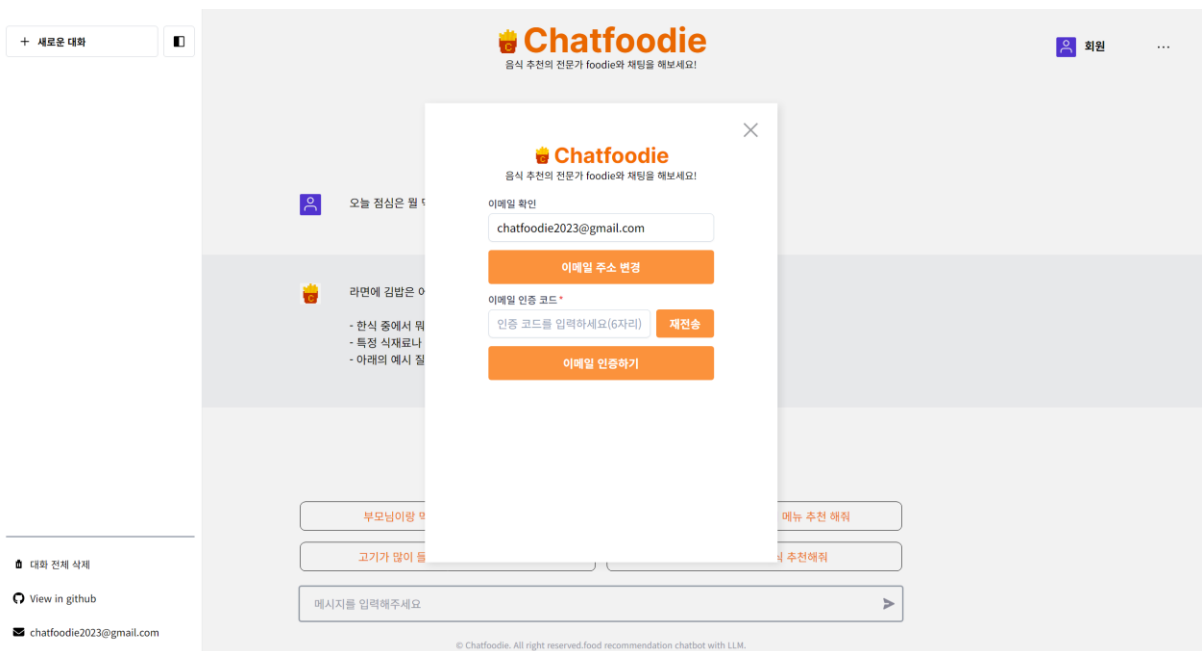 새로운 대화
Chatfoodie
음식 추천의 전문가 foodie와 채팅을 해보세요!
회원
...
Chatfoodie
음식 추천의 전문가 foodie와 채팅을 해보세요!
이메일 확인
chatfoodie2023@gmail.com
이메일 주소 변경
이메일 인증 코드*
인증 코드를 입력하세요(6자리)
재전송
이메일 인증하기
오늘 점심은 뭘
라면에 김밥은
- 한식 중에서 뭐
- 특정 식재료나
- 아래의 예시 질
부모님이랑
메뉴 추천 해줘
고기가 많이
추천해줘
메시지를 입력해주세요
© Chatfoodie. All right reserved.food recommendation chatbot with LLM.
대화 전체 삭제
View in github
chatfoodie2023@gmail.com